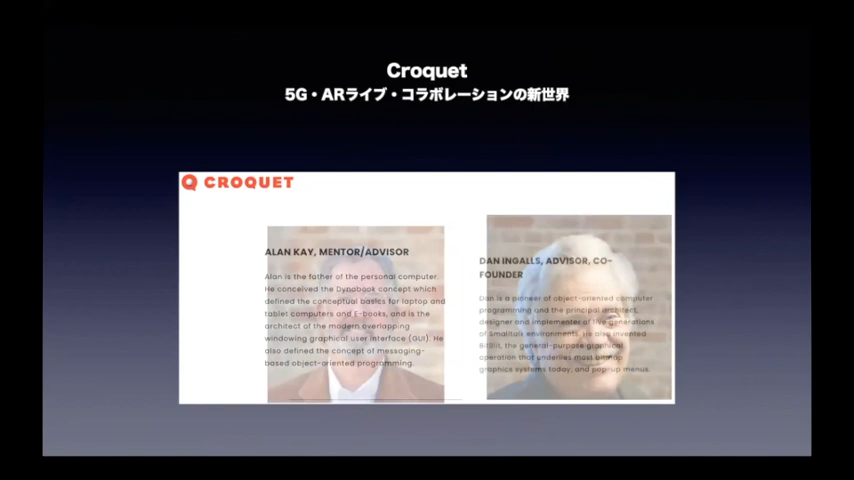 Croquet
5G・ARライブ・コラボレーションの新世界
CROQUET
ALAN KAY, MENTOR/ADVISOR
Alan is the father of the personal computer.
He conceived the Dynabook concept which
defined the conceptual basics for laptop and
tablet computers and E-books, and is the
architect of the modern overlapping
windowing graphical user interface (GUI). He
also defined the concept of messaging-
based object-oriented programming.
DAN INGALLS, ADVISOR, CO-
FOUNDER
Dan is a pioneer of object-oriented computer
programming and the principal architect,
designer and implementer of five generations
of Smalltalk environments. He also invented
BitBlit, the general-purpose graphical
operation that underlies most bitmap
graphics systems today, and pop-up menus.